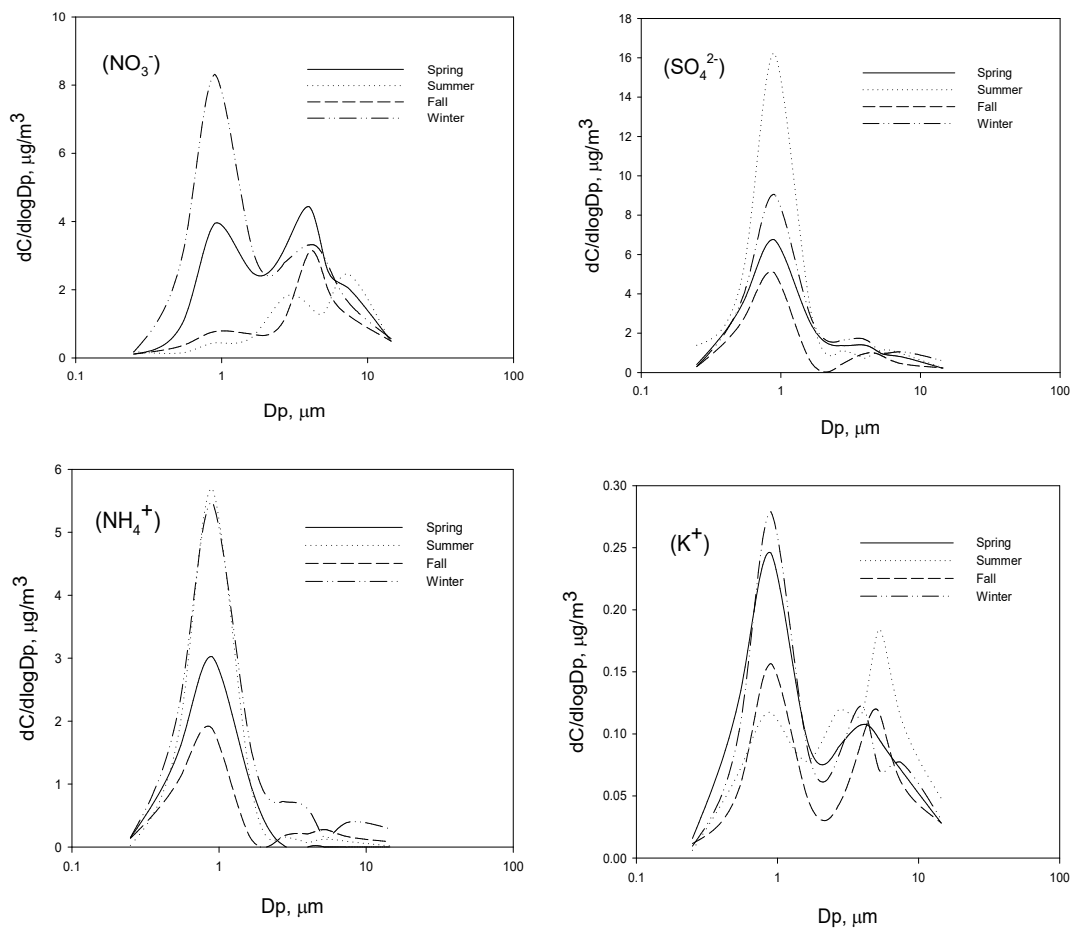 (NO₃⁻)
Spring
Summer
Fall
Winter
dC/dlogDp, μg/m³
10
8
6
4
2
0
0.1
1
10
100
Dp, μm
(SO₄²⁻)
Spring
Summer
Fall
Winter
dC/dlogDp, μg/m³
18
16
14
12
10
8
6
4
2
0
0.1
1
10
100
Dp, μm
(NH₄⁺)
Spring
Summer
Fall
Winter
dC/dlogDp, μg/m³
6
5
4
3
2
1
0
0.1
1
10
100
Dp, μm
(K⁺)
Spring
Summer
Fall
Winter
dC/dlogDp, μg/m³
0.30
0.25
0.20
0.15
0.10
0.05
0.00
0.1
1
10
100
Dp, μm